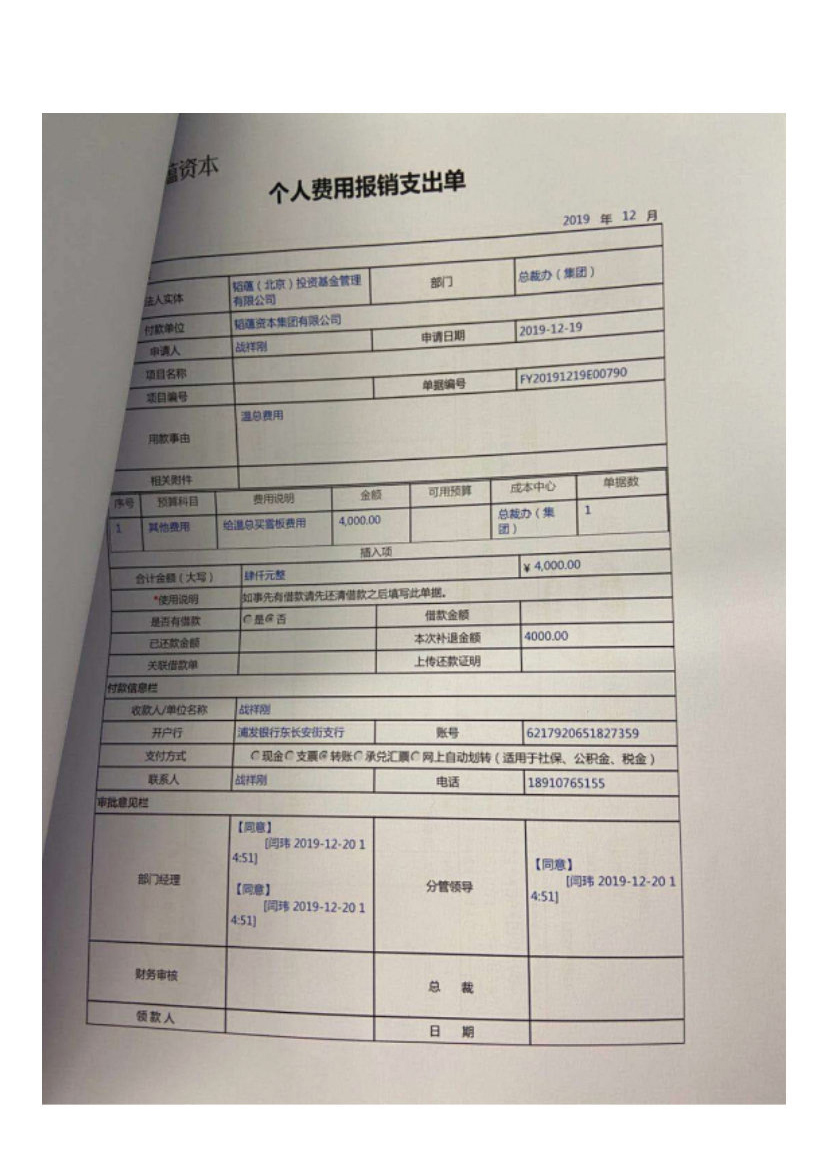 蕴资本
个人费用报销支出单
2019 年 12 月
法人实体 韬蕴(北京)投资基金管理有限公司 部门 总裁办(集团)
付款单位 韬蕴资本集团有限公司
申请人 战祥刚 申请日期 2019-12-19
项目名称
项目编号 单据编号 FY20191219E00790
用款事由 温总费用
相关附件
序号 预算科目 费用说明 金额 可用预算 成本中心 单据数
1 其他费用 给温总买雪板费用 4,000.00 总裁办(集团) 1
插入项
合计金额(大写) 肆仟元整 ¥ 4,000.00
*使用说明 如事先有借款请先还清借款之后填写此单据。
是否有借款 是 否 借款金额
已还款金额 本次补退金额 4000.00
关联借款单 上传还款证明
付款信息栏
收款人/单位名称 战祥刚
开户行 浦发银行东长安街支行 账号 6217920651827359
支付方式 现金 支票 转账 承兑汇票 网上自动划转(适用于社保、公积金、税金)
联系人 战祥刚 电话 18910765155
审批意见栏
部门经理
【同意】
[闫玮 2019-12-20 1
4:51]
【同意】
[闫玮 2019-12-20 1
4:51]
分管领导
【同意】
[闫玮 2019-12-20 1
4:51]
财务审核 总 裁
领款人 日 期